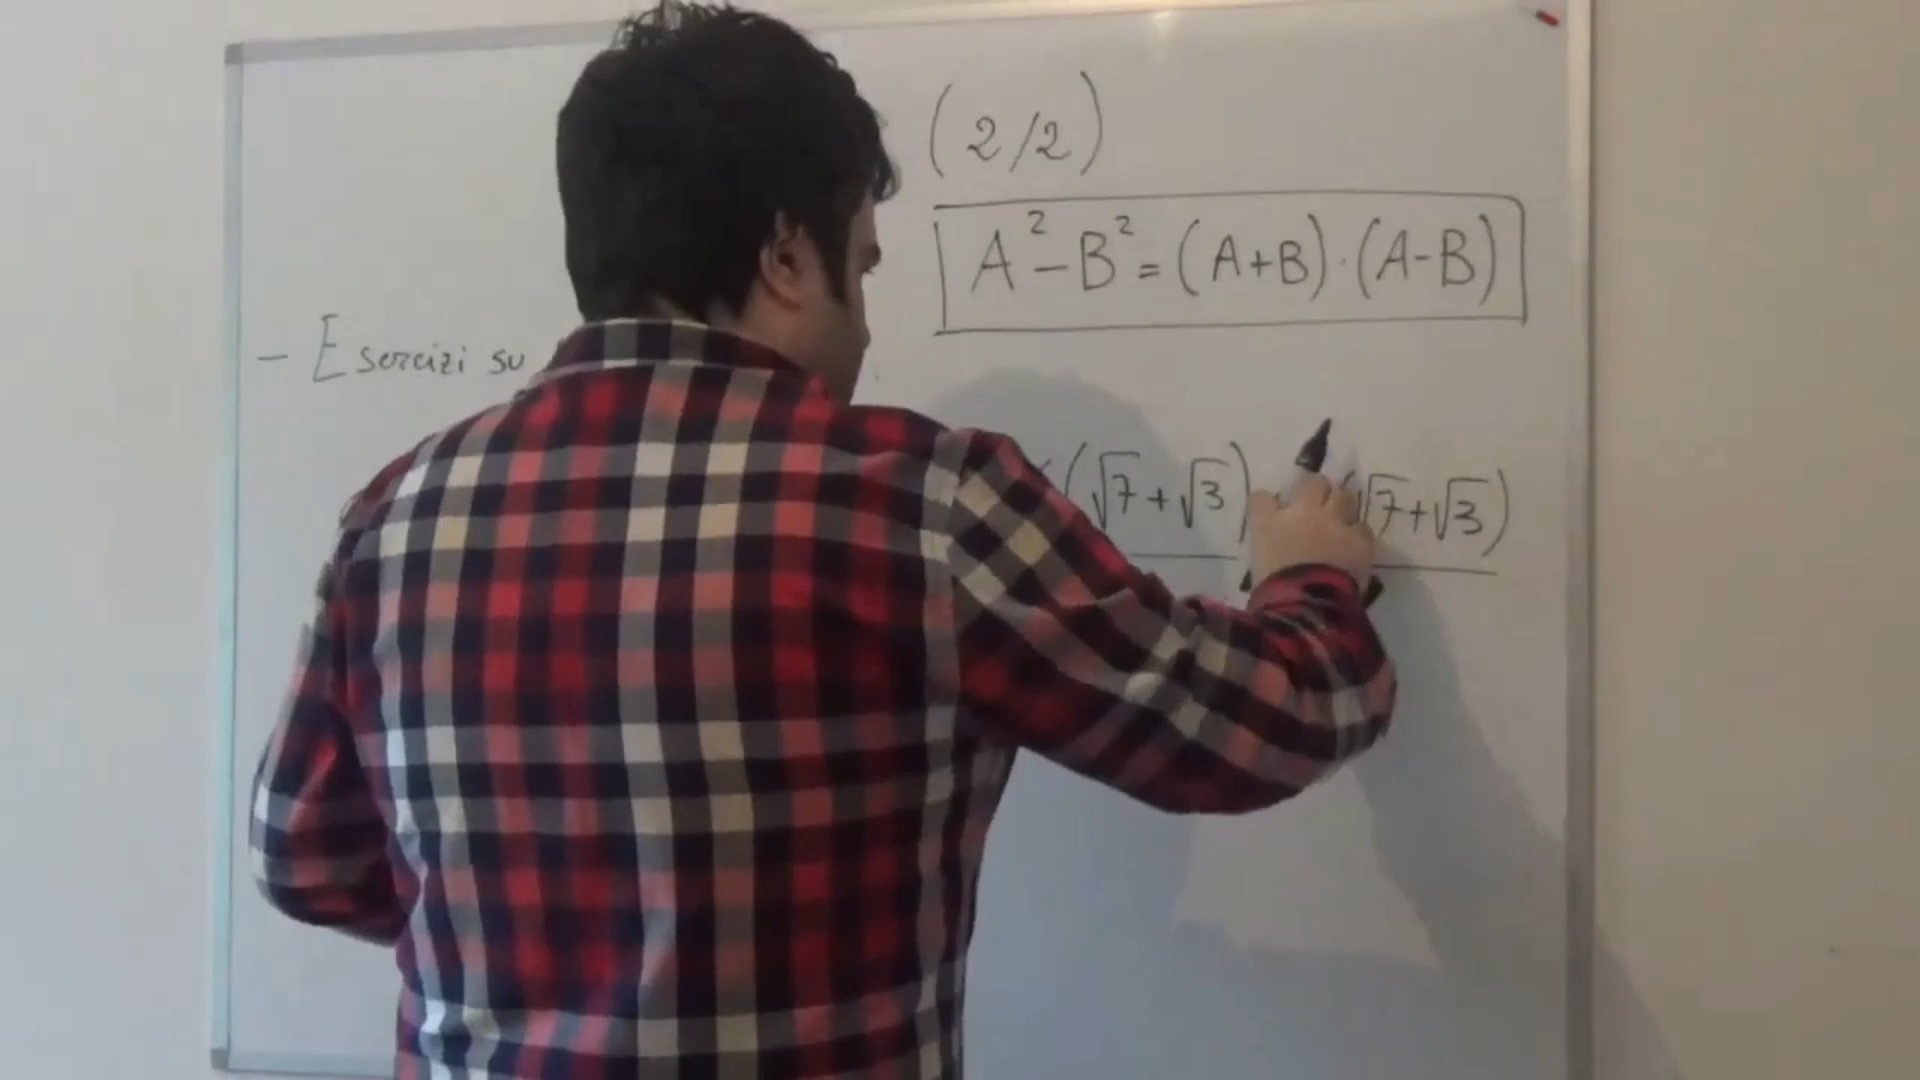 (2/2)
A²-B² = (A+B)·(A-B)
- Esercizi su
(√7+√3) (√7+√3)